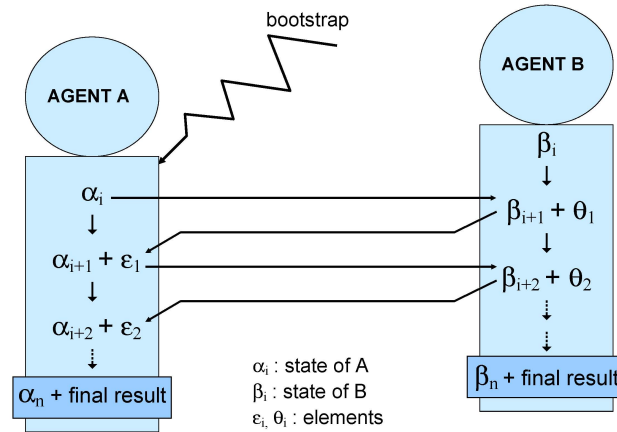 bootstrap
AGENT A
AGENT B
βi
αi
βi+1 + θ1
αi+1 + ε1
βi+2 + θ2
αi+2 + ε2
αn + final result
βn + final result
αi : state of A
βi : state of B
εi, θi : elements